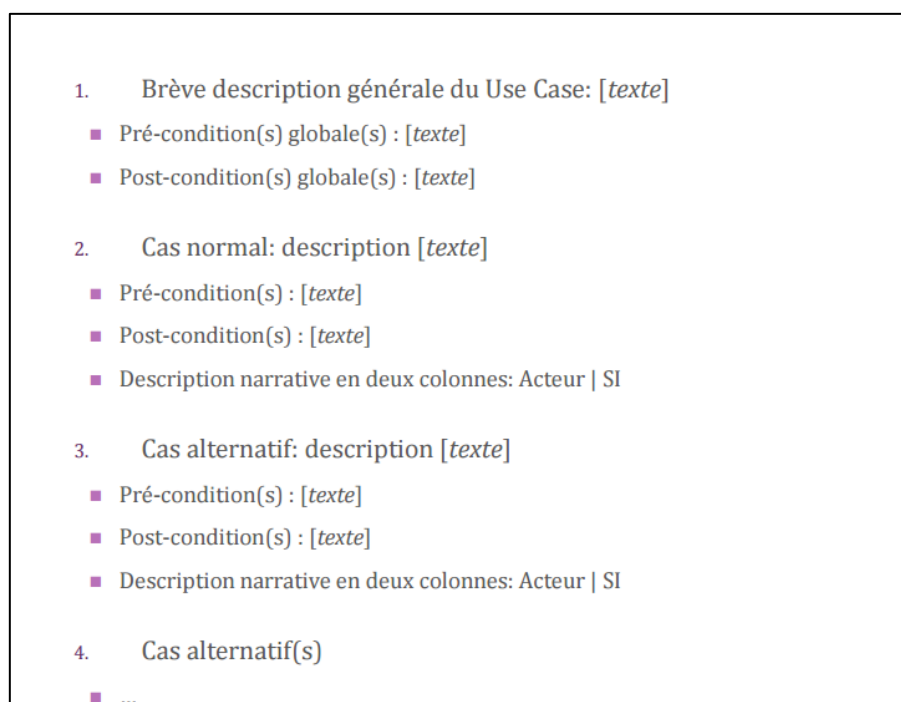 1. Brève description générale du Use Case: [texte]
■ Pré-condition(s) globale(s) : [texte]
■ Post-condition(s) globale(s) : [texte]
2. Cas normal: description [texte]
■ Pré-condition(s) : [texte]
■ Post-condition(s) : [texte]
■ Description narrative en deux colonnes: Acteur | SI
3. Cas alternatif: description [texte]
■ Pré-condition(s) : [texte]
■ Post-condition(s) : [texte]
■ Description narrative en deux colonnes: Acteur | SI
4. Cas alternatif(s)
■ ...